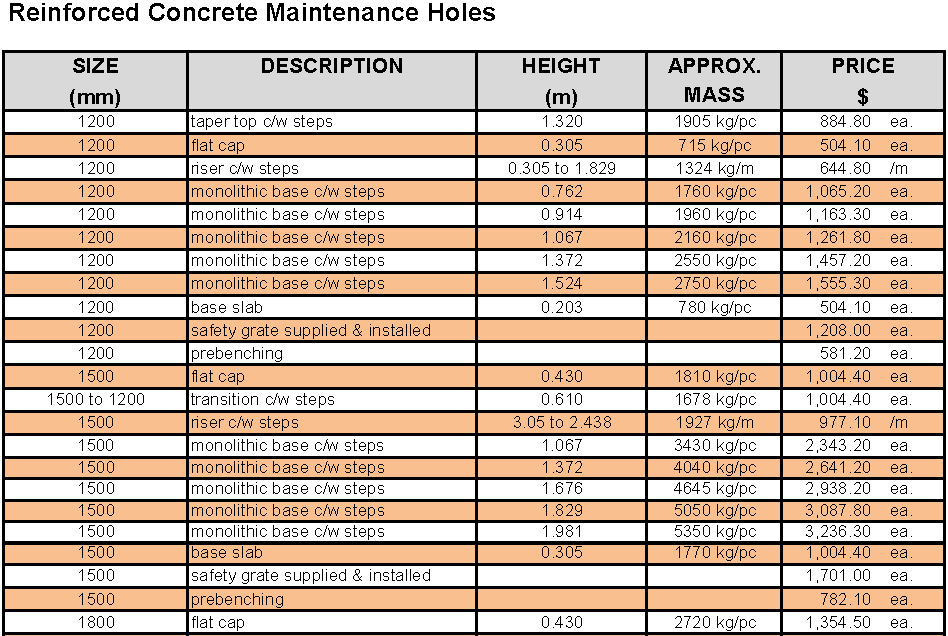 Reinforced Concrete Maintenance Holes
SIZE (mm) DESCRIPTION HEIGHT (m) APPROX. MASS PRICE $
1200 taper top c/w steps 1.320 1905 kg/pc 884.80 ea.
1200 flat cap 0.305 715 kg/pc 504.10 ea.
1200 riser c/w steps 0.305 to 1.829 1324 kg/m 644.80 /m
1200 monolithic base c/w steps 0.762 1760 kg/pc 1,065.20 ea.
1200 monolithic base c/w steps 0.914 1960 kg/pc 1,163.30 ea.
1200 monolithic base c/w steps 1.067 2160 kg/pc 1,261.80 ea.
1200 monolithic base c/w steps 1.372 2550 kg/pc 1,457.20 ea.
1200 monolithic base c/w steps 1.524 2750 kg/pc 1,555.30 ea.
1200 base slab 0.203 780 kg/pc 504.10 ea.
1200 safety grate supplied & installed 1,208.00 ea.
1200 prebenching 581.20 ea.
1500 flat cap 0.430 1810 kg/pc 1,004.40 ea.
1500 to 1200 transition c/w steps 0.610 1678 kg/pc 1,004.40 ea.
1500 riser c/w steps 3.05 to 2.438 1927 kg/m 977.10 /m
1500 monolithic base c/w steps 1.067 3430 kg/pc 2,343.20 ea.
1500 monolithic base c/w steps 1.372 4040 kg/pc 2,641.20 ea.
1500 monolithic base c/w steps 1.676 4645 kg/pc 2,938.20 ea.
1500 monolithic base c/w steps 1.829 5050 kg/pc 3,087.80 ea.
1500 monolithic base c/w steps 1.981 5350 kg/pc 3,236.30 ea.
1500 base slab 0.305 1770 kg/pc 1,004.40 ea.
1500 safety grate supplied & installed 1,701.00 ea.
1500 prebenching 782.10 ea.
1800 flat cap 0.430 2720 kg/pc 1,354.50 ea.